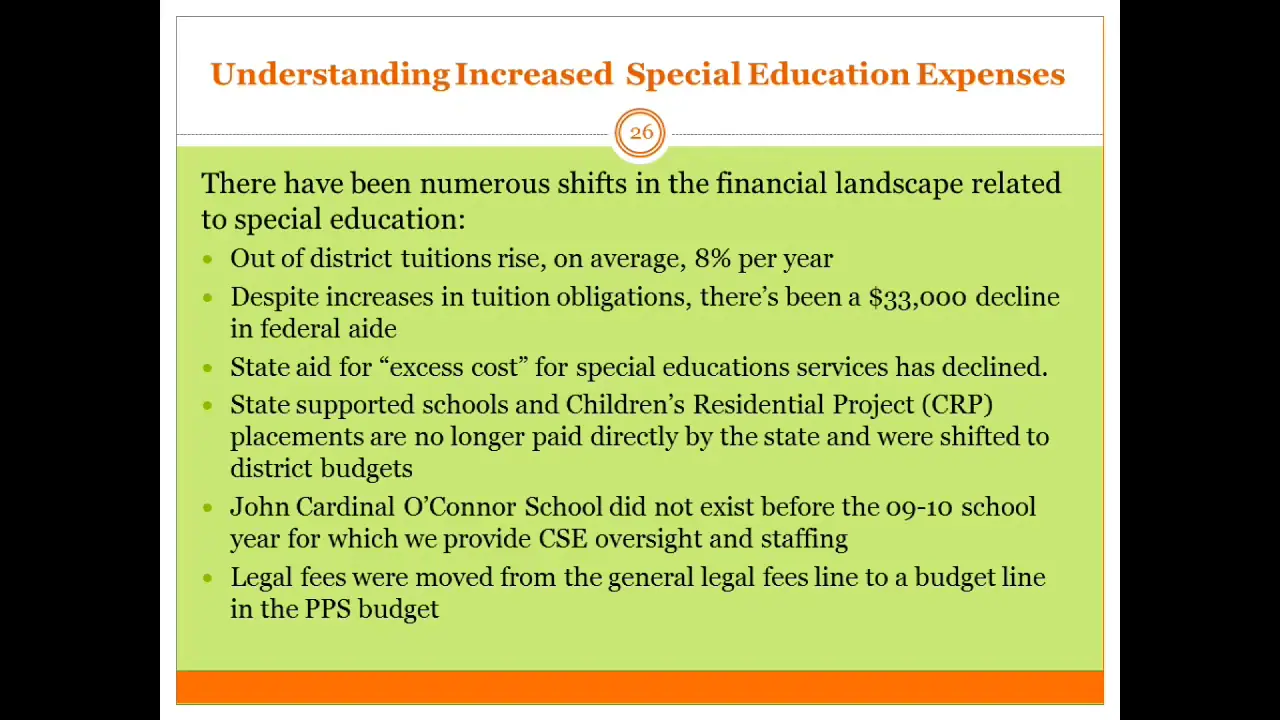 Understanding Increased Special Education Expenses
26
There have been numerous shifts in the financial landscape related
to special education:
• Out of district tuitions rise, on average, 8% per year
• Despite increases in tuition obligations, there’s been a $33,000 decline
in federal aide
• State aid for “excess cost” for special educations services has declined.
• State supported schools and Children’s Residential Project (CRP)
placements are no longer paid directly by the state and were shifted to
district budgets
• John Cardinal O’Connor School did not exist before the 09-10 school
year for which we provide CSE oversight and staffing
• Legal fees were moved from the general legal fees line to a budget line
in the PPS budget